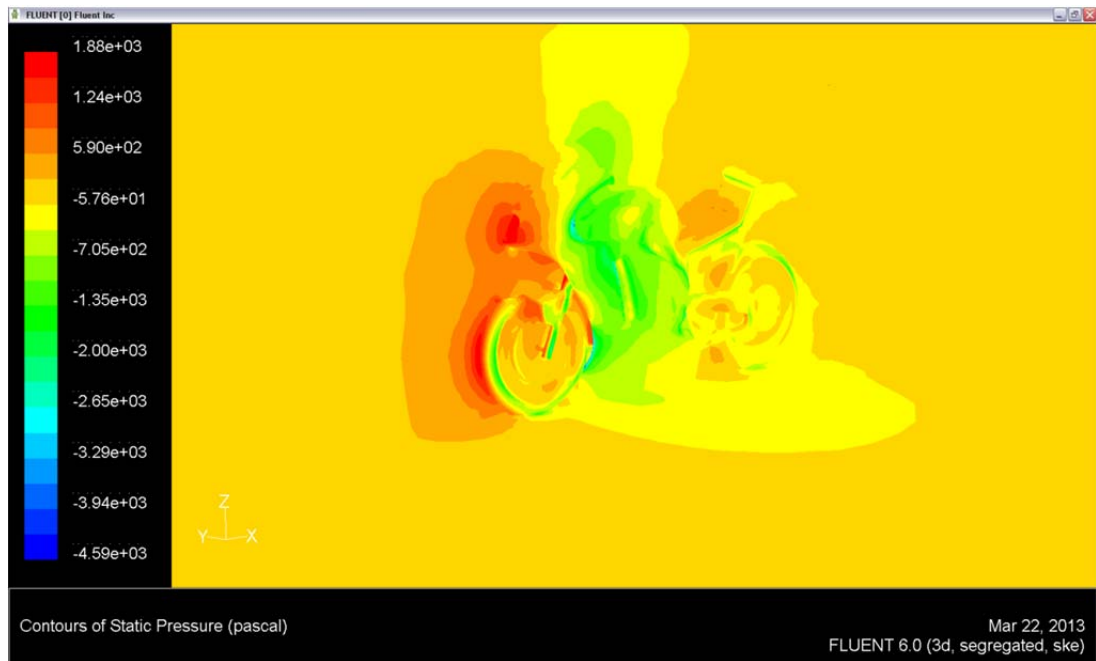 FLUENT [0] Fluent Inc
1.88e+03
1.24e+03
5.90e+02
-5.76e+01
-7.05e+02
-1.35e+03
-2.00e+03
-2.65e+03
-3.29e+03
-3.94e+03
-4.59e+03
Z
Y X
Contours of Static Pressure (pascal)
Mar 22, 2013
FLUENT 6.0 (3d, segregated, ske)